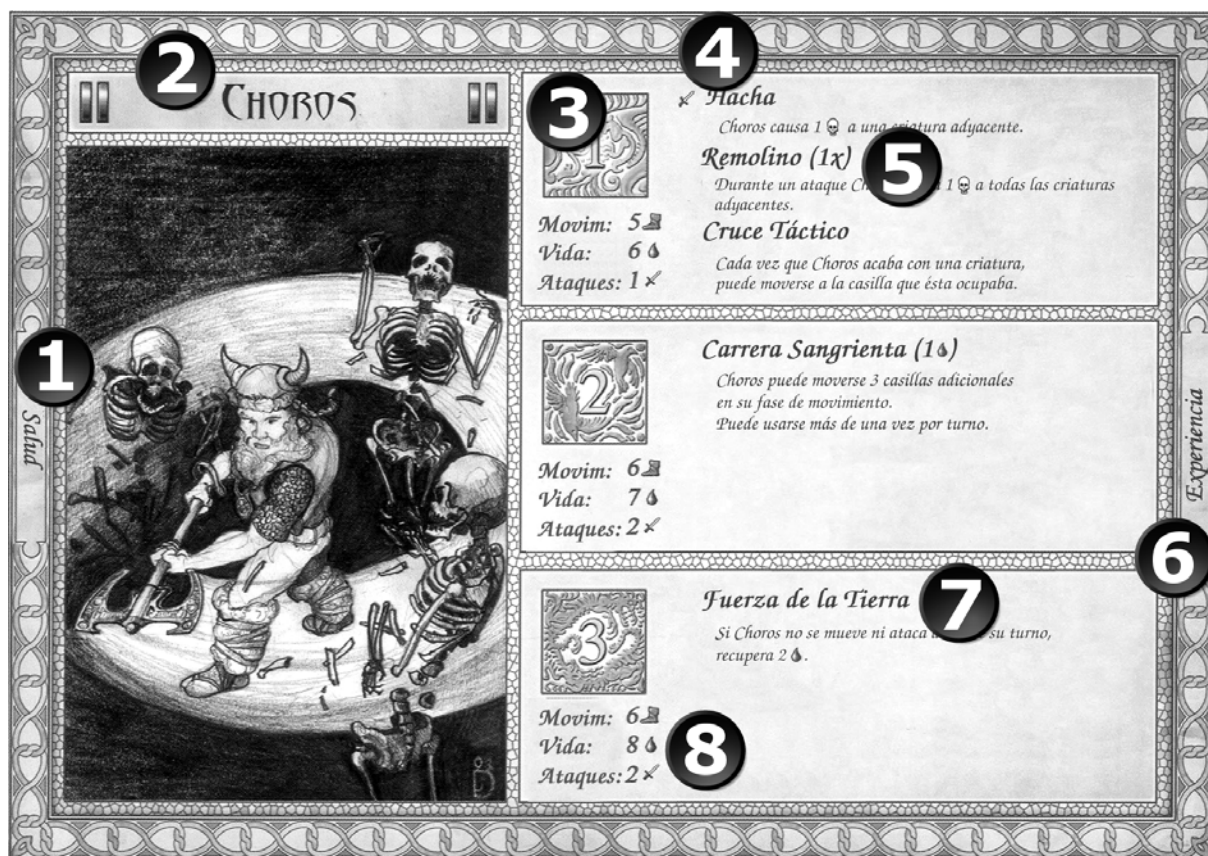 2
CHOROS
1
Salud
4
3
1
Hacha
Choros causa 1 a una criatura adyacente.
5
Remolino (1x)
Durante un ataque 1 a todas las criaturas
adyacentes.
Cruce Táctico
Cada vez que Choros acaba con una criatura,
puede moverse a la casilla que ésta ocupaba.
Movim: 5
Vida: 6
Ataques: 1
2
Carrera Sangrienta (1)
Choros puede moverse 3 casillas adicionales
en su fase de movimiento.
Puede usarse más de una vez por turno.
Movim: 6
Vida: 7
Ataques: 2
3
Fuerza de la Tierra
7
Si Choros no se mueve ni ataca su turno,
recupera 2.
Movim: 6
Vida: 8
Ataques: 2
8
Experiencia
6